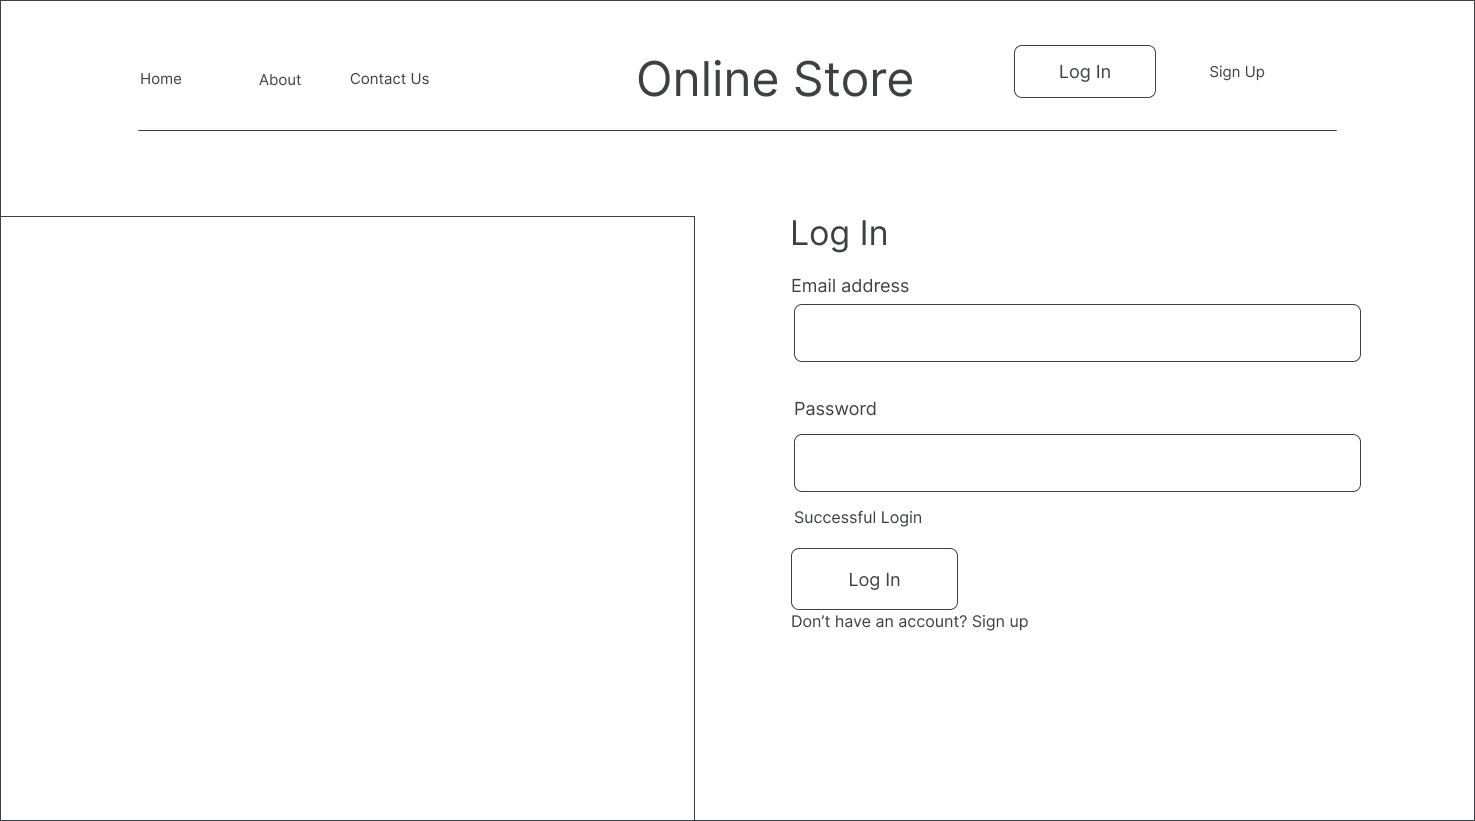 Home
About
Contact Us
Online Store
Log In
Sign Up
Log In
Email address
Password
Successful Login
Log In
Don’t have an account? Sign up